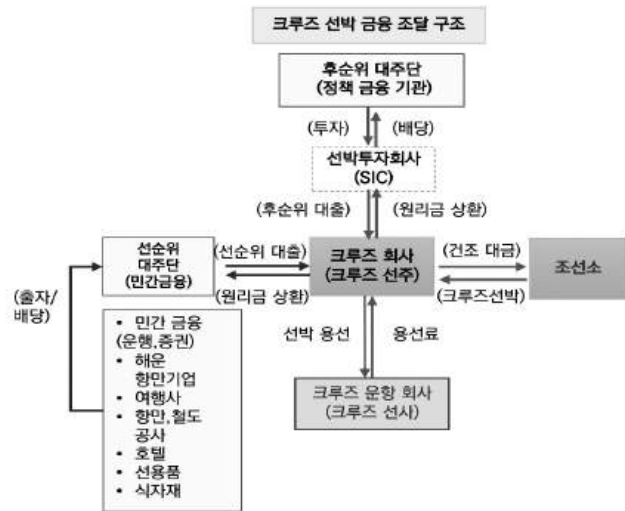 크루즈 선박 금융 조달 구조
후순위 대주단
(정책 금융 기관)
(투자)
(배당)
선박투자회사
(SIC)
(후순위 대출)
(원리금 상환)
선순위
대주단
(민간금융)
(선순위 대출)
(원리금 상환)
크루즈 회사
(크루즈 선주)
(건조 대금)
(크루즈선박)
조선소
(출자/
배당)
• 민간 금융
(운행,증권)
• 해운
항만기업
• 여행사
• 항만,철도
공사
• 호텔
• 선용품
• 식자재
선박 용선
용선료
크루즈 운항 회사
(크루즈 선사)